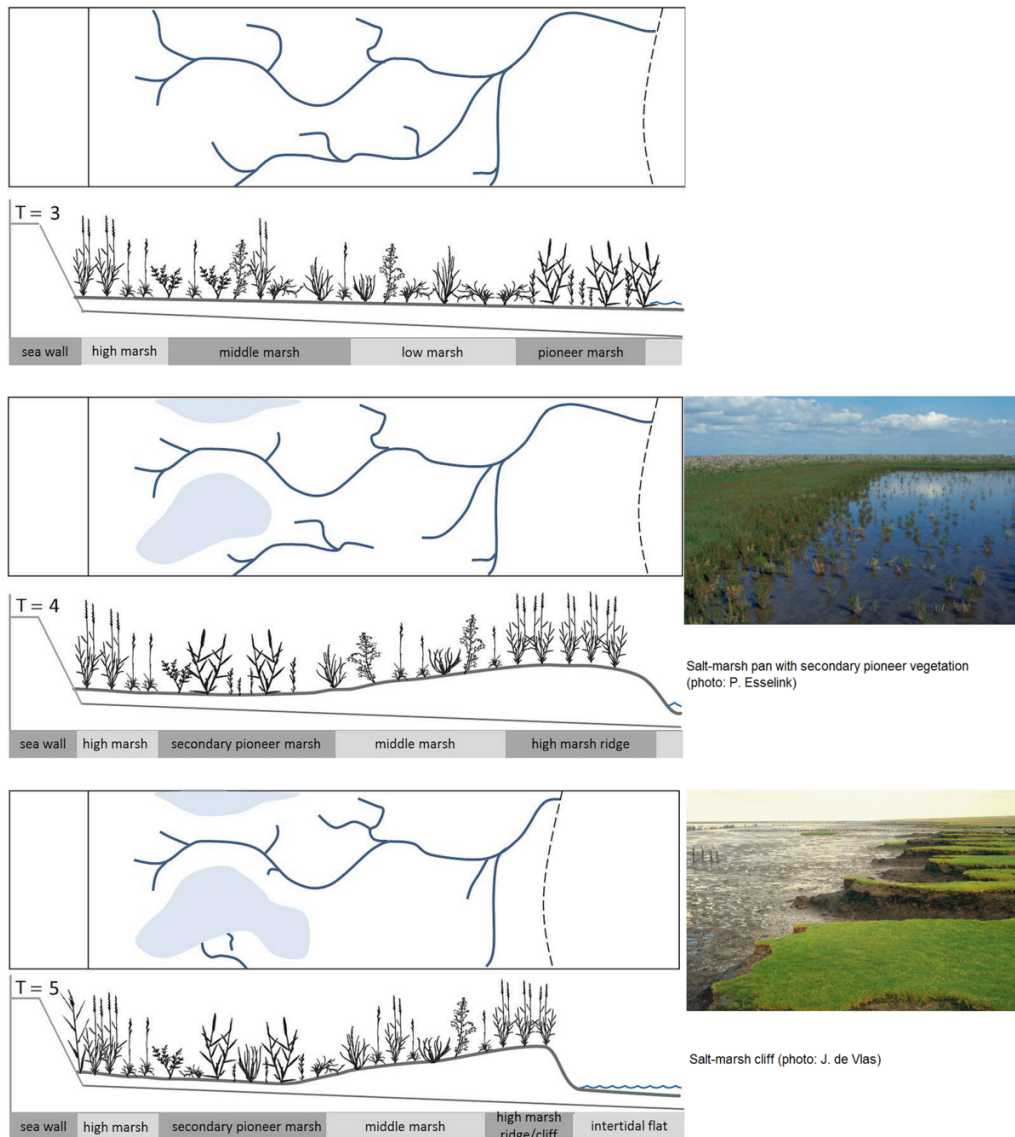 T = 3
sea wall
high marsh
middle marsh
low marsh
pioneer marsh
T = 4
sea wall
high marsh
secondary pioneer marsh
middle marsh
high marsh ridge
Salt-marsh pan with secondary pioneer vegetation
(photo: P. Esselink)
T = 5
Salt-marsh cliff (photo: J. de Vlas)
sea wall
high marsh
secondary pioneer marsh
middle marsh
high marsh
ridge/cliff
intertidal flat